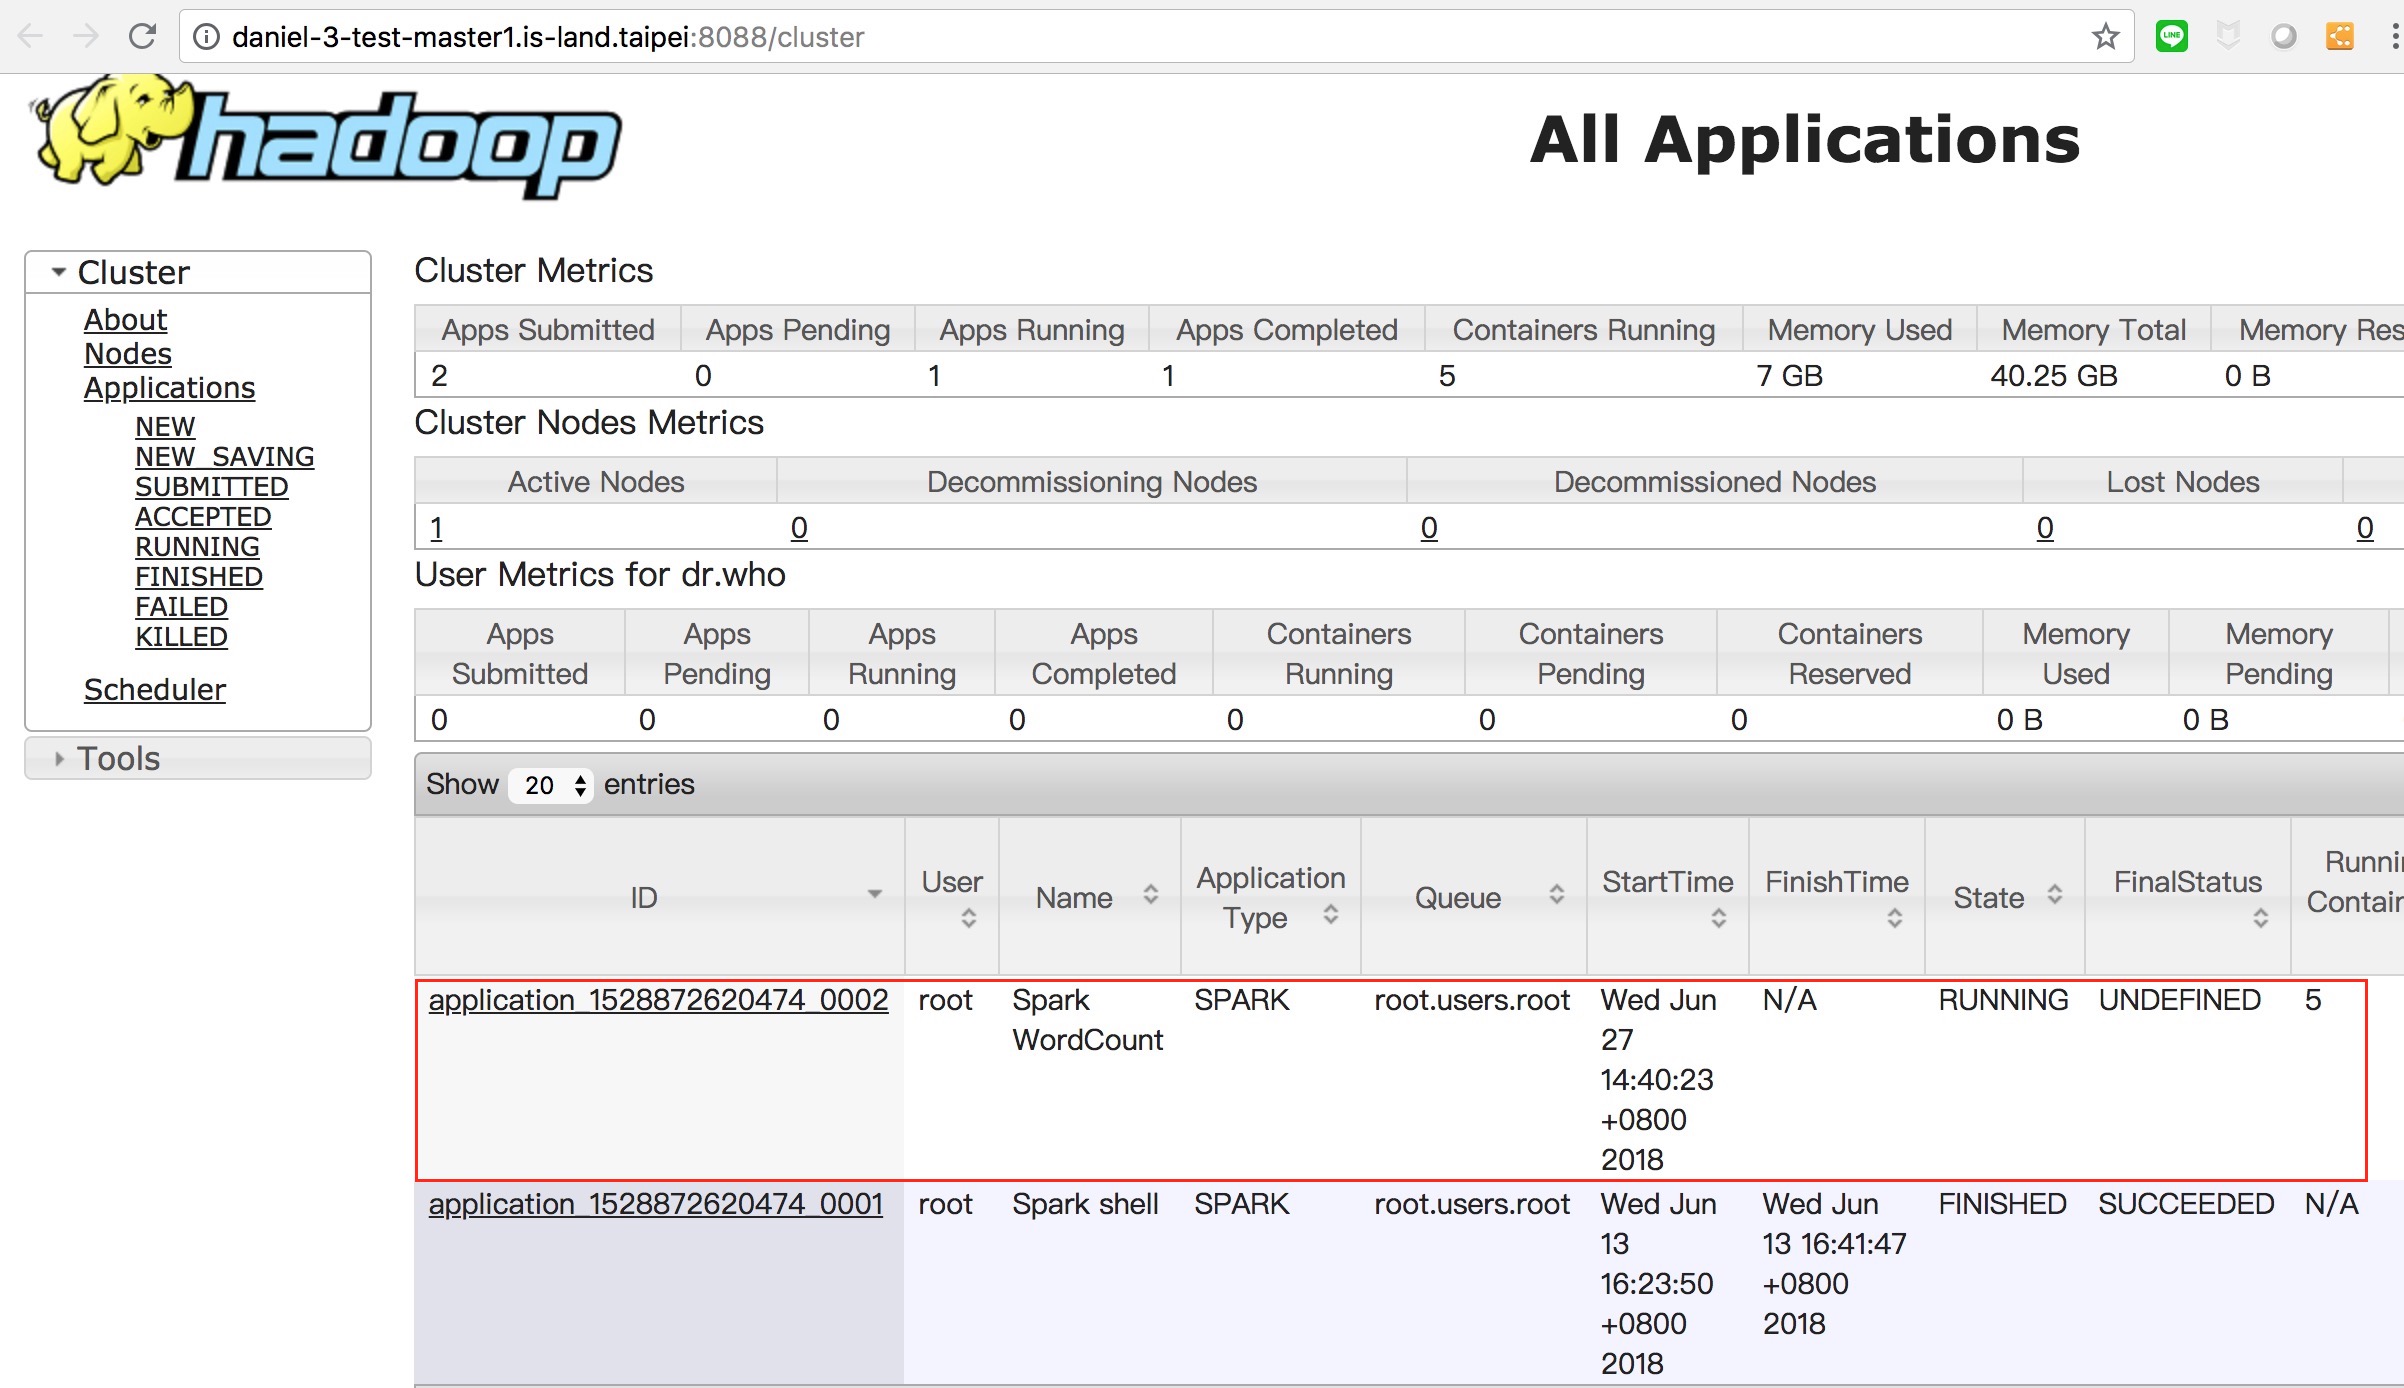 daniel-3-test-master1.is-land.taipei:8088/cluster
LINE
hadoop
All Applications
Cluster
About
Nodes
Applications
NEW
NEW_SAVING
SUBMITTED
ACCEPTED
RUNNING
FINISHED
FAILED
KILLED
Scheduler
Tools
Cluster Metrics
Apps Submitted Apps Pending Apps Running Apps Completed Containers Running Memory Used Memory Total Memory Res
2 0 1 1 5 7 GB 40.25 GB 0 B
Cluster Nodes Metrics
Active Nodes Decommissioning Nodes Decommissioned Nodes Lost Nodes
1 0 0 0 0
User Metrics for dr.who
Apps Submitted Apps Pending Apps Running Apps Completed Containers Running Containers Pending Containers Reserved Memory Used Memory Pending
0 0 0 0 0 0 0 0 B 0 B
Show 20 entries
ID User Name Application Type Queue StartTime FinishTime State FinalStatus Runni Contain
application_1528872620474_0002 root Spark SPARK root.users.root Wed Jun N/A RUNNING UNDEFINED 5
WordCount 27
14:40:23
+0800
2018
application_1528872620474_0001 root Spark shell SPARK root.users.root Wed Jun Wed Jun FINISHED SUCCEEDED N/A
13 13 16:41:47
16:23:50 +0800
+0800 2018
2018